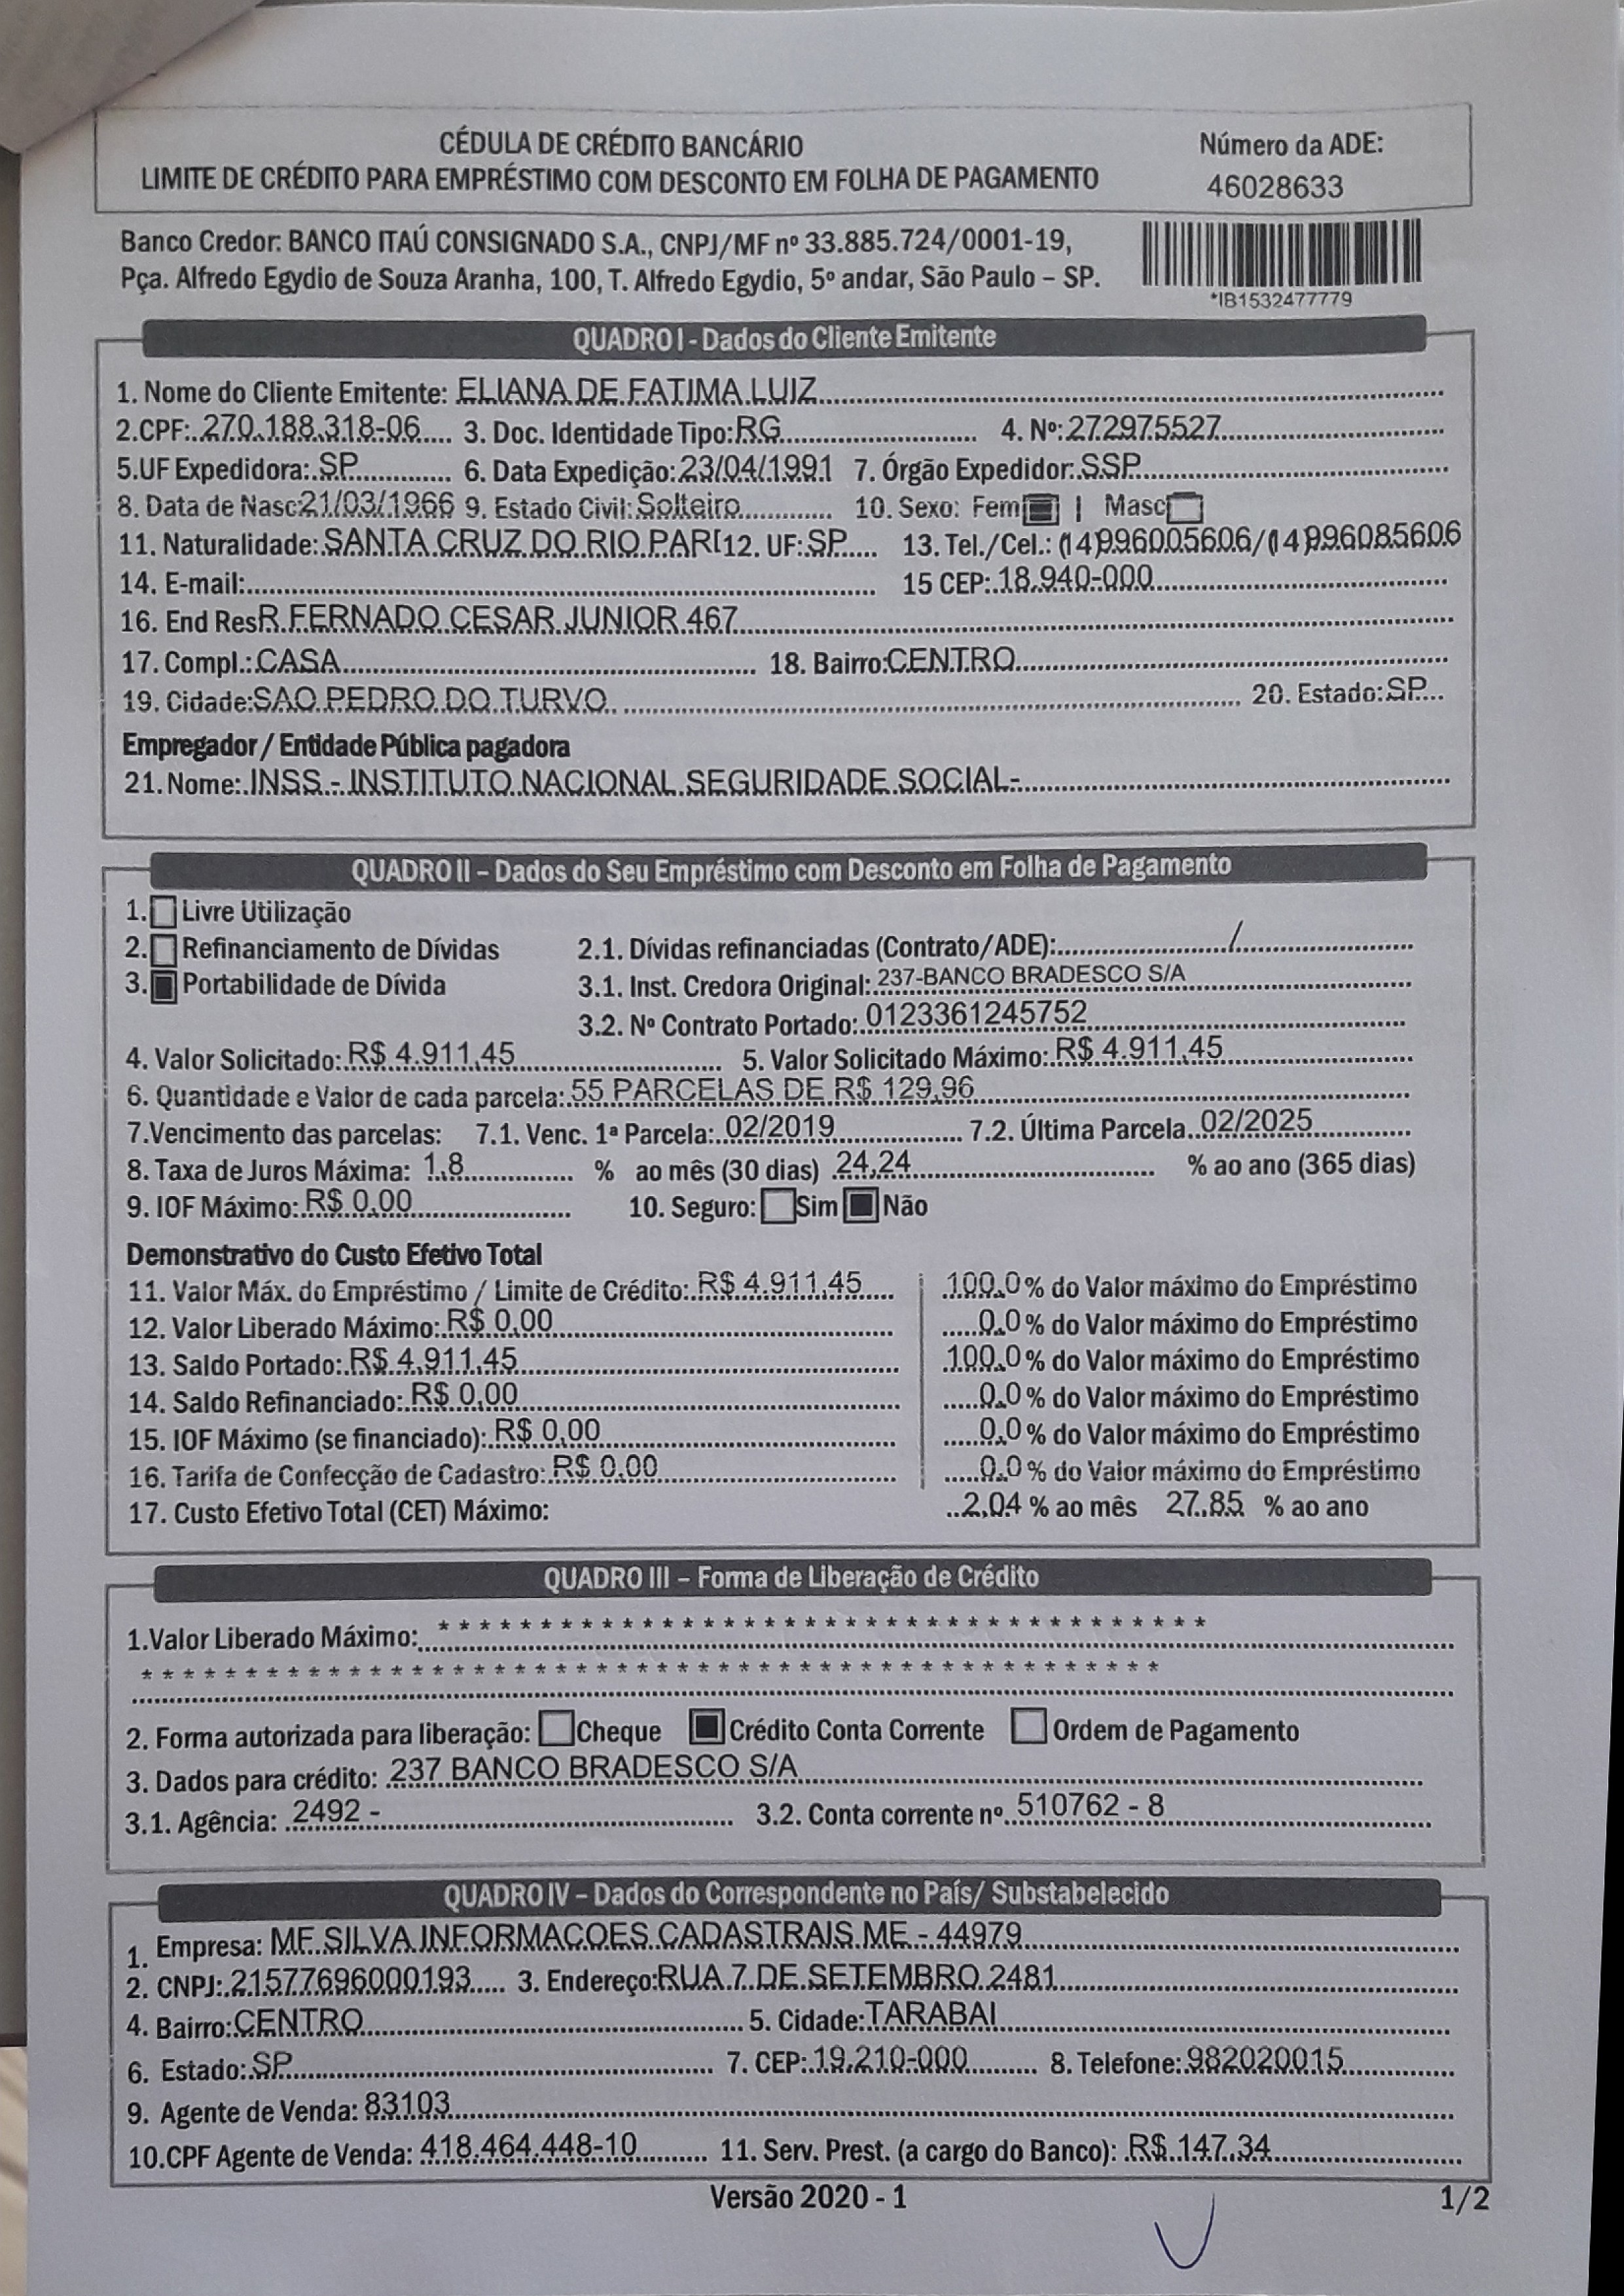 CÉDULA DE CRÉDITO BANCÁRIO
LIMITE DE CRÉDITO PARA EMPRÉSTIMO COM DESCONTO EM FOLHA DE PAGAMENTO
Número da ADE:
46028633
Banco Credor: BANCO ITAÚ CONSIGNADO S.A., CNPJ/MF nº 33.885.724/0001-19,
Pça. Alfredo Egydio de Souza Aranha, 100, T. Alfredo Egydio, 5º andar, São Paulo – SP.
*IB1532477779
QUADRO I - Dados do Cliente Emitente
1. Nome do Cliente Emitente: ELIANA DE FATIMA LUIZ
2.CPF: 270.188.318-06 3. Doc. Identidade Tipo: RG 4. Nº: 272975527
5.UF Expedidora: SP 6. Data Expedição: 23/04/1991 7. Órgão Expedidor: SSP
8. Data de Nasc: 21/03/1966 9. Estado Civil: Solteiro 10. Sexo: Fem | Masc
11. Naturalidade: SANTA CRUZ DO RIO PAR 12. UF: SP 13. Tel./Cel.: (14)996005606/(14)996085606
14. E-mail: 15 CEP: 18.940-000
16. End Res R FERNADO CESAR JUNIOR 467
17. Compl.: CASA 18. Bairro: CENTRO
19. Cidade: SAO PEDRO DO TURVO 20. Estado: SP
Empregador / Entidade Pública pagadora
21. Nome: INSS - INSTITUTO NACIONAL SEGURIDADE SOCIAL-
QUADRO II – Dados do Seu Empréstimo com Desconto em Folha de Pagamento
1. Livre Utilização
2. Refinanciamento de Dívidas 2.1. Dívidas refinanciadas (Contrato/ADE): /
3. Portabilidade de Dívida 3.1. Inst. Credora Original: 237-BANCO BRADESCO S/A
3.2. Nº Contrato Portado: 0123361245752
4. Valor Solicitado: R$ 4.911,45 5. Valor Solicitado Máximo: R$ 4.911,45
6. Quantidade e Valor de cada parcela: 55 PARCELAS DE R$ 129,96
7.Vencimento das parcelas: 7.1. Venc. 1ª Parcela: 02/2019 7.2. Última Parcela 02/2025
8. Taxa de Juros Máxima: 1,8 % ao mês (30 dias) 24,24 % ao ano (365 dias)
9. IOF Máximo: R$ 0,00 10. Seguro: Sim Não
Demonstrativo do Custo Efetivo Total
11. Valor Máx. do Empréstimo / Limite de Crédito: R$ 4.911,45 100,0 % do Valor máximo do Empréstimo
12. Valor Liberado Máximo: R$ 0,00 0,0 % do Valor máximo do Empréstimo
13. Saldo Portado: R$ 4.911,45 100,0 % do Valor máximo do Empréstimo
14. Saldo Refinanciado: R$ 0,00 0,0 % do Valor máximo do Empréstimo
15. IOF Máximo (se financiado): R$ 0,00 0,0 % do Valor máximo do Empréstimo
16. Tarifa de Confecção de Cadastro: R$ 0,00 0,0 % do Valor máximo do Empréstimo
17. Custo Efetivo Total (CET) Máximo: 2,04 % ao mês 27,85 % ao ano
QUADRO III – Forma de Liberação de Crédito
1.Valor Liberado Máximo: * * * * * * * * * * * * * * * * * * * * * * * * * * * * * * * * * * * * * *
* * * * * * * * * * * * * * * * * * * * * * * * * * * * * * * * * * * * * * * * * * * * * * * * * *
2. Forma autorizada para liberação: Cheque Crédito Conta Corrente Ordem de Pagamento
3. Dados para crédito: 237 BANCO BRADESCO S/A
3.1. Agência: 2492 - 3.2. Conta corrente nº 510762 - 8
QUADRO IV – Dados do Correspondente no País/ Substabelecido
1. Empresa: MF SILVA INFORMACOES CADASTRAIS ME - 44979
2. CNPJ: 21577696000193 3. Endereço: RUA 7 DE SETEMBRO 2481
4. Bairro: CENTRO 5. Cidade: TARABAI
6. Estado: SP 7. CEP: 19.210-000 8. Telefone: 982020015
9. Agente de Venda: 83103
10.CPF Agente de Venda: 418.464.448-10 11. Serv. Prest. (a cargo do Banco): R$ 147,34
Versão 2020 - 1
1/2